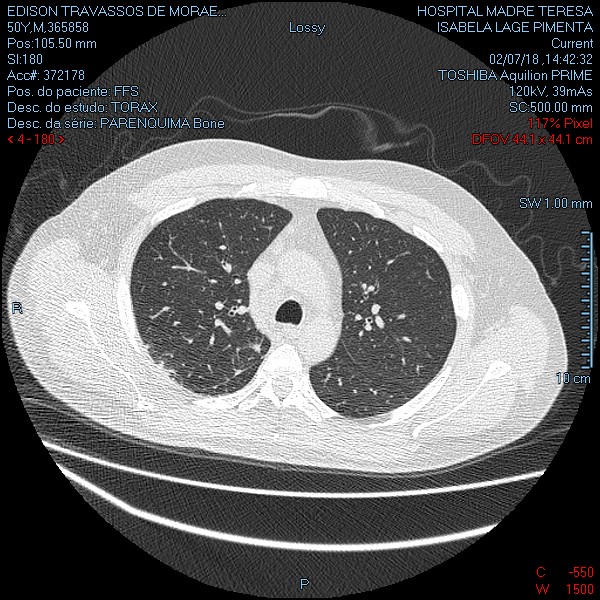 EDISON TRAVASSOS DE MORAE...
50Y,M,365858
Pos:105.50 mm
SI:180
Acc#: 372178
Pos. do paciente: FFS
Desc. do estudo: TORAX
Desc. da série: PARENQUIMA Bone
< 4 - 180 >
Lossy
HOSPITAL MADRE TERESA
ISABELA LAGE PIMENTA
Current
02/07/18 ,14:42:32
TOSHIBA Aquilion PRIME
120kV, 39mAs
SC:500.00 mm
117% Pixel
DFOV 44.1 x 44.1 cm
SW 1.00 mm
R
10 cm
P
C -550
W 1500